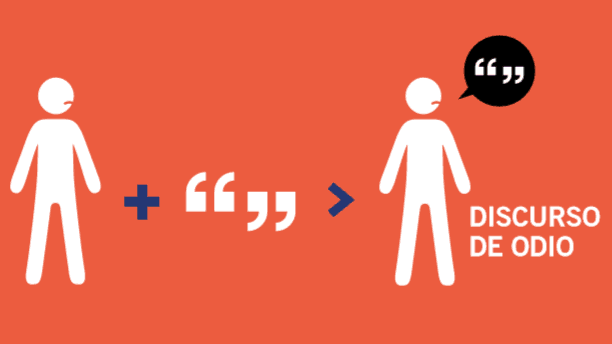 + “ ” >
“ ”
DISCURSO
DE ODIO